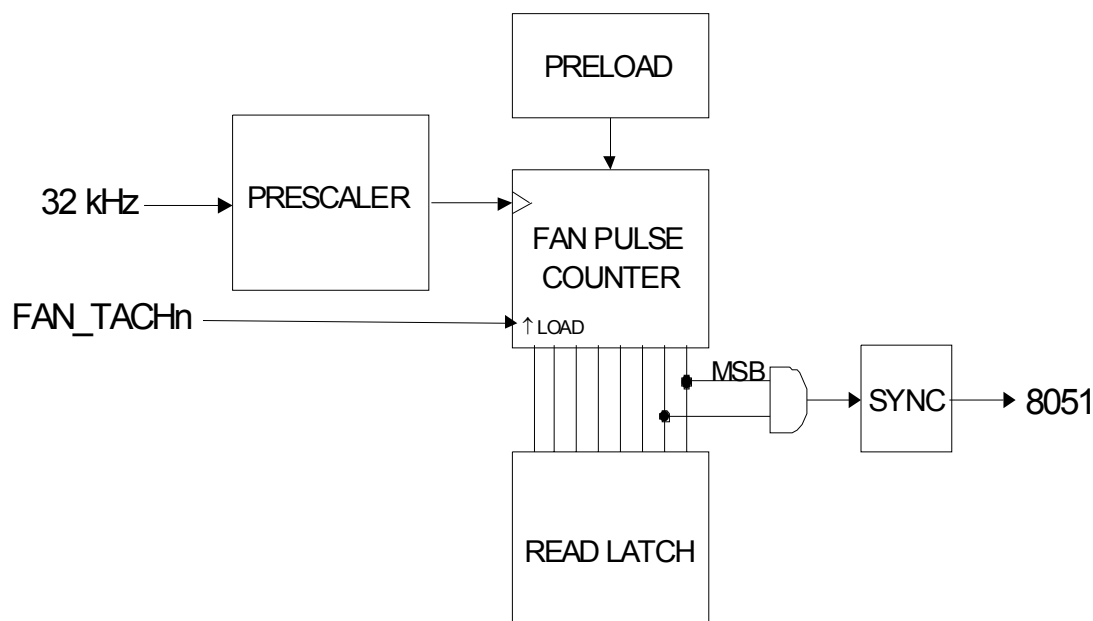 PRELOAD
32 kHz
PRESCALER
FAN PULSE
COUNTER
FAN_TACHn
↑ LOAD
MSB
SYNC
8051
READ LATCH